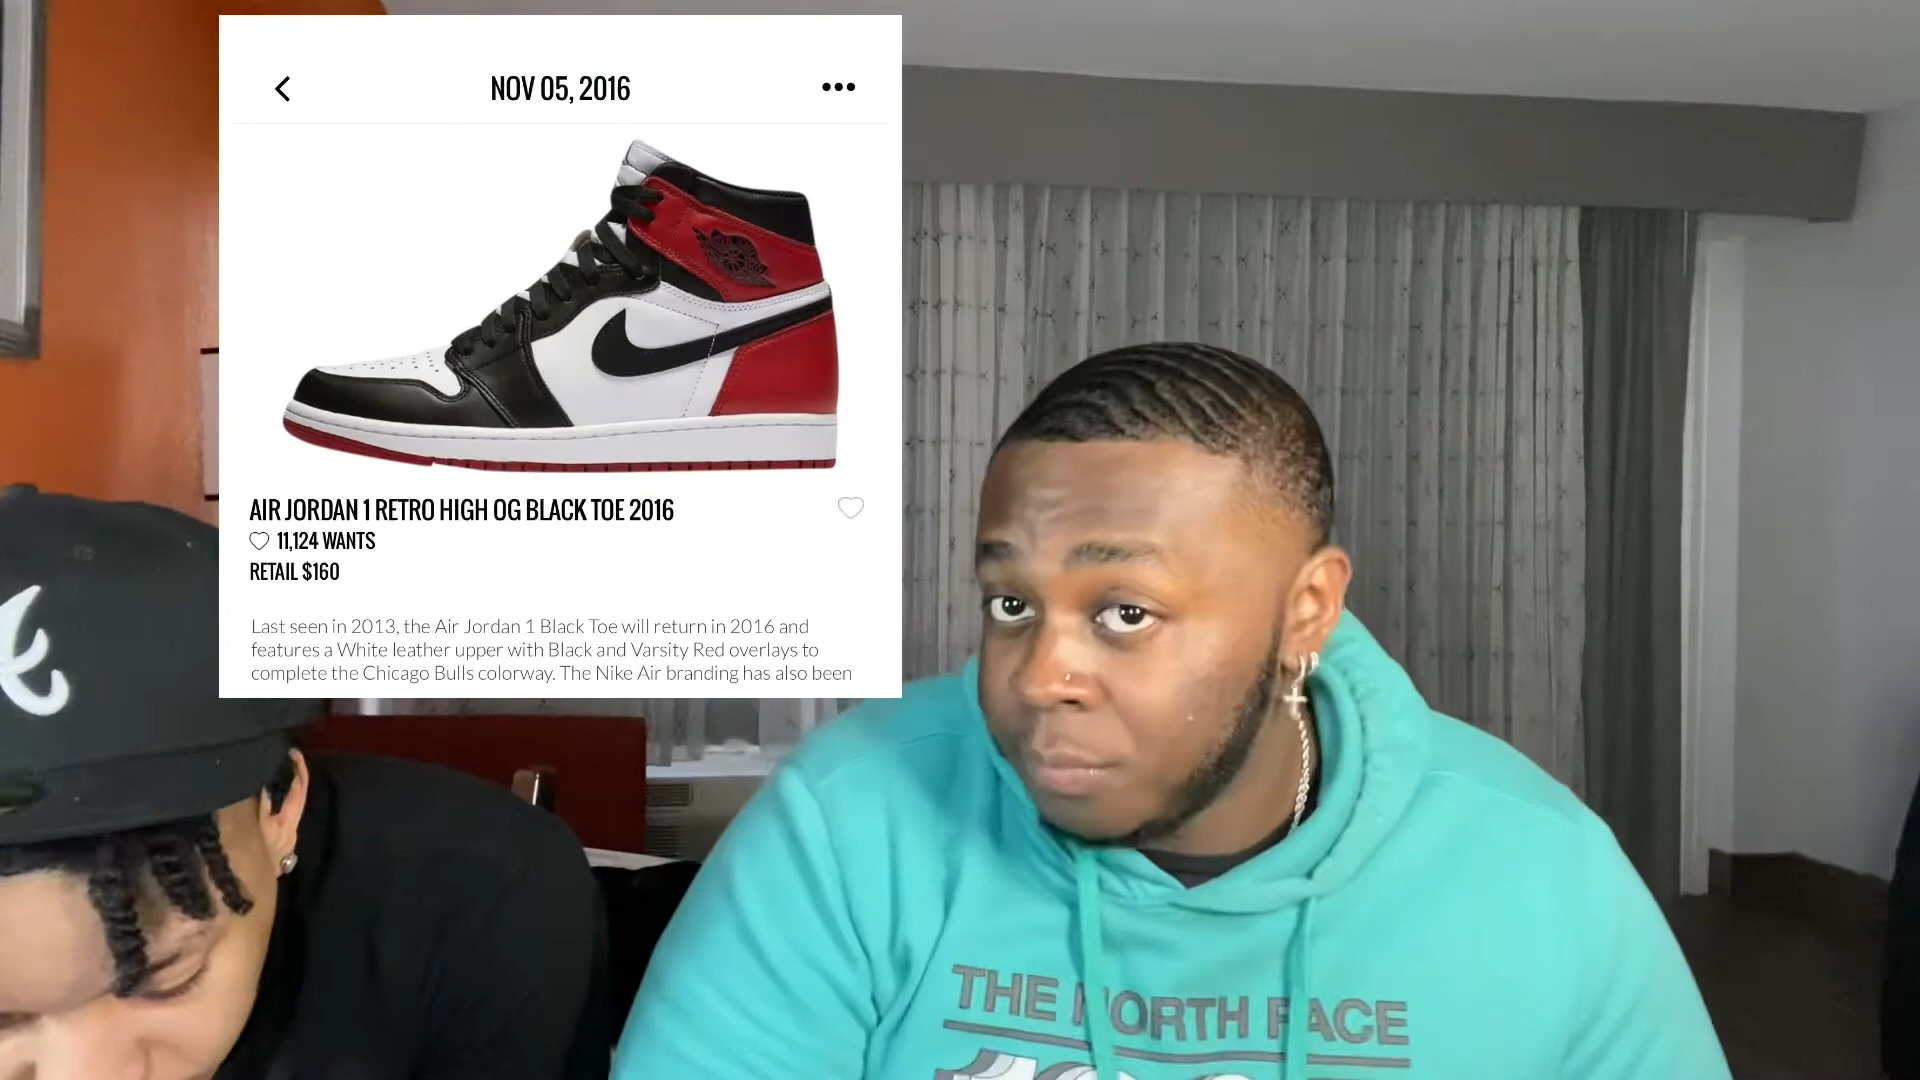 NOV 05, 2016
AIR JORDAN 1 RETRO HIGH OG BLACK TOE 2016
11,124 WANTS
RETAIL $160
Last seen in 2013, the Air Jordan 1 Black Toe will return in 2016 and
features a White leather upper with Black and Varsity Red overlays to
complete the Chicago Bulls colorway. The Nike Air branding has also been
THE NORTH FACE